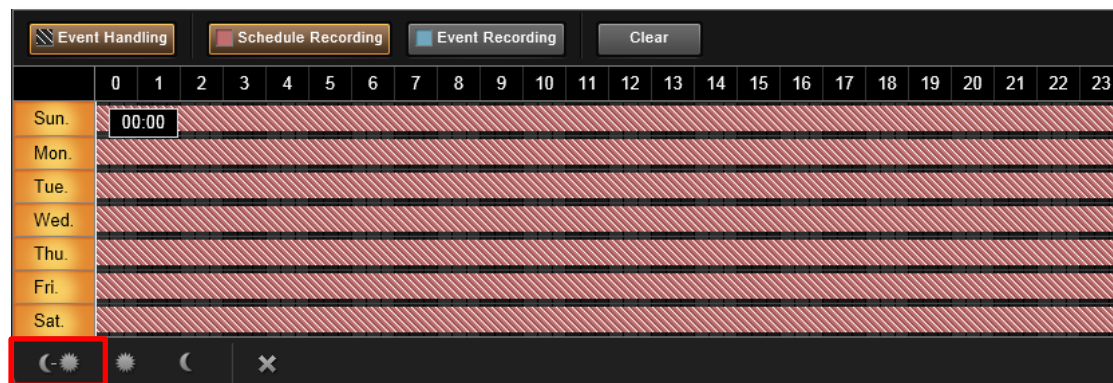 Event Handling Schedule Recording Event Recording Clear
0 1 2 3 4 5 6 7 8 9 10 11 12 13 14 15 16 17 18 19 20 21 22 23
Sun. 00:00
Mon.
Tue.
Wed.
Thu.
Fri.
Sat.